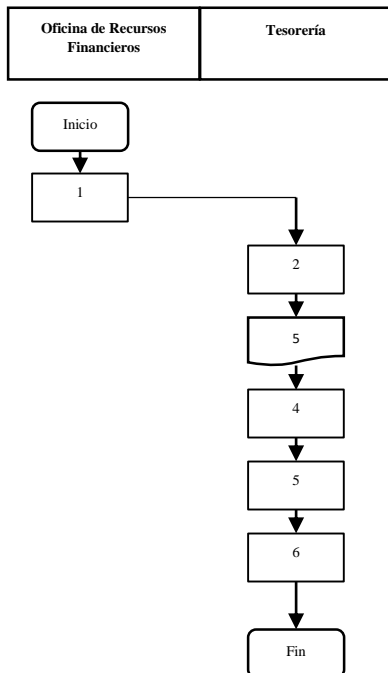 Oficina de Recursos
Financieros
Tesorería
Inicio
1
2
5
4
5
6
Fin